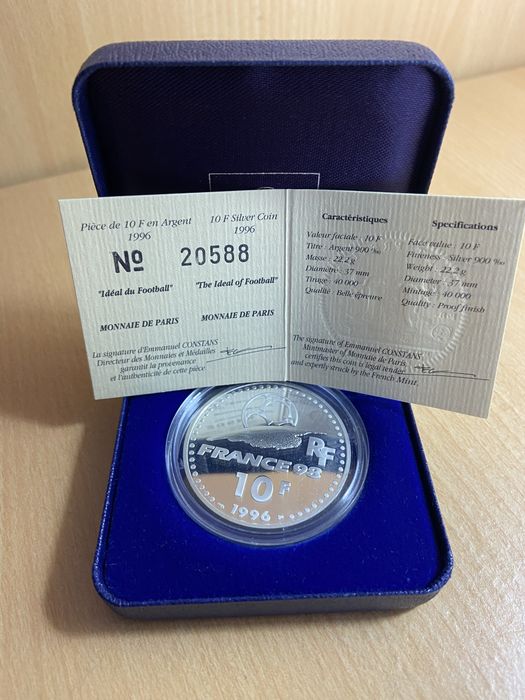 Pièce de 10 F en Argent
1996
10 F Silver Coin
1996
No 20588
"Idéal du Football"
"The Ideal of Football"
MONNAIE DE PARIS
MONNAIE DE PARIS
La signature d'Emmanuel CONSTANS
Directeur des Monnaies et Médailles
garantit la provenance
et l'authenticité de cette pièce
Caractéristiques
Valeur faciale : 10 F
Titre : Argent 900 ‰
Masse : 22,2 g
Diamètre : 37 mm
Tirage : 40 000
Qualité : Belle épreuve
Specifications
Face value : 10 F
Fineness : Silver 900 ‰
Weight : 22.2 g
Diameter : 37 mm
Mintage : 40 000
Quality : Proof finish
The signature of Emmanuel CONSTANS
Mintmaster of Monnaie de Paris,
certifies this coin is legal tender
and expertly struck by the French Mint.
RF
FRANCE 98
10 F
1996